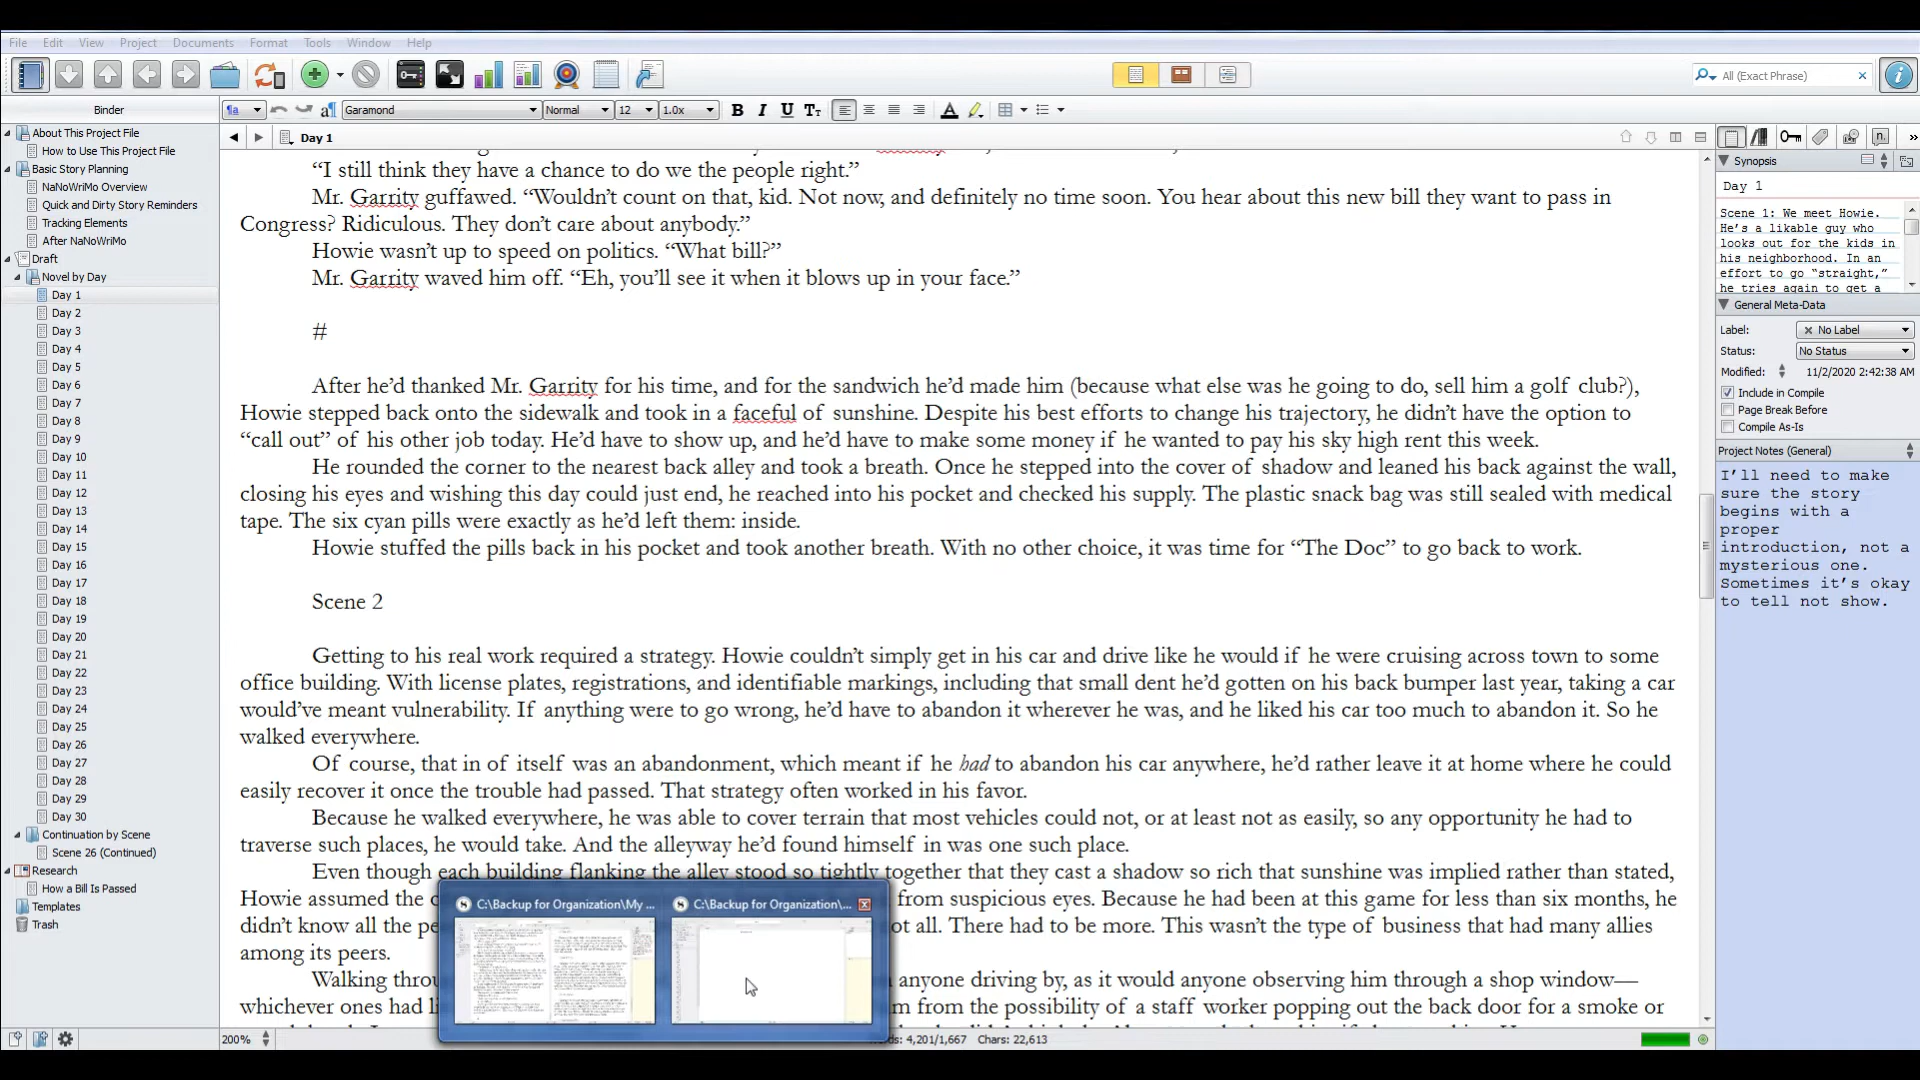 File Edit View Project Documents Format Tools Window Help
All (Exact Phrase)
Binder
Garamond Normal 12 1.0x B I U
Day 1
About This Project File
How to Use This Project File
Basic Story Planning
NaNoWriMo Overview
Quick and Dirty Story Reminders
Tracking Elements
After NaNoWriMo
Draft
Novel by Day
Day 1
Day 2
Day 3
Day 4
Day 5
Day 6
Day 7
Day 8
Day 9
Day 10
Day 11
Day 12
Day 13
Day 14
Day 15
Day 16
Day 17
Day 18
Day 19
Day 20
Day 21
Day 22
Day 23
Day 24
Day 25
Day 26
Day 27
Day 28
Day 29
Day 30
Continuation by Scene
Scene 26 (Continued)
Research
How a Bill Is Passed
Templates
Trash
“I still think they have a chance to do we the people right.”
Mr. Garrity guffawed. “Wouldn’t count on that, kid. Not now, and definitely no time soon. You hear about this new bill they want to pass in
Congress? Ridiculous. They don’t care about anybody.”
Howie wasn’t up to speed on politics. “What bill?”
Mr. Garrity waved him off. “Eh, you’ll see it when it blows up in your face.”
#
After he’d thanked Mr. Garrity for his time, and for the sandwich he’d made him (because what else was he going to do, sell him a golf club?),
Howie stepped back onto the sidewalk and took in a faceful of sunshine. Despite his best efforts to change his trajectory, he didn’t have the option to
“call out” of his other job today. He’d have to show up, and he’d have to make some money if he wanted to pay his sky high rent this week.
He rounded the corner to the nearest back alley and took a breath. Once he stepped into the cover of shadow and leaned his back against the wall,
closing his eyes and wishing this day could just end, he reached into his pocket and checked his supply. The plastic snack bag was still sealed with medical
tape. The six cyan pills were exactly as he’d left them: inside.
Howie stuffed the pills back in his pocket and took another breath. With no other choice, it was time for “The Doc” to go back to work.
Scene 2
Getting to his real work required a strategy. Howie couldn’t simply get in his car and drive like he would if he were cruising across town to some
office building. With license plates, registrations, and identifiable markings, including that small dent he’d gotten on his back bumper last year, taking a car
would’ve meant vulnerability. If anything were to go wrong, he’d have to abandon it wherever he was, and he liked his car too much to abandon it. So he
walked everywhere.
Of course, that in of itself was an abandonment, which meant if he had to abandon his car anywhere, he’d rather leave it at home where he could
easily recover it once the trouble had passed. That strategy often worked in his favor.
Because he walked everywhere, he was able to cover terrain that most vehicles could not, or at least not as easily, so any opportunity he had to
traverse such places, he would take. And the alleyway he’d found himself in was one such place.
Even though each building flanking the alley stood so tightly together that they cast a shadow so rich that sunshine was implied rather than stated,
Howie assumed the from suspicious eyes. Because he had been at this game for less than six months, he
didn’t know all the ot all. There had to be more. This wasn’t the type of business that had many allies
among its peers.
Walking anyone driving by, as it would anyone observing him through a shop window—
whichever ones had from the possibility of a staff worker popping out the back door for a smoke or
C:\Backup for Organization\My ...
C:\Backup for Organization\...
200%
4,201/1,667 Chars: 22,613
Synopsis
Day 1
Scene 1: We meet Howie.
He’s a likable guy who
looks out for the kids in
his neighborhood. In an
effort to go “straight,”
he tries again to get a
General Meta-Data
Label: No Label
Status: No Status
Modified: 11/2/2020 2:42:38 AM
Include in Compile
Page Break Before
Compile As-Is
Project Notes (General)
I’ll need to make
sure the story
begins with a
proper
introduction, not a
mysterious one.
Sometimes it’s okay
to tell not show.